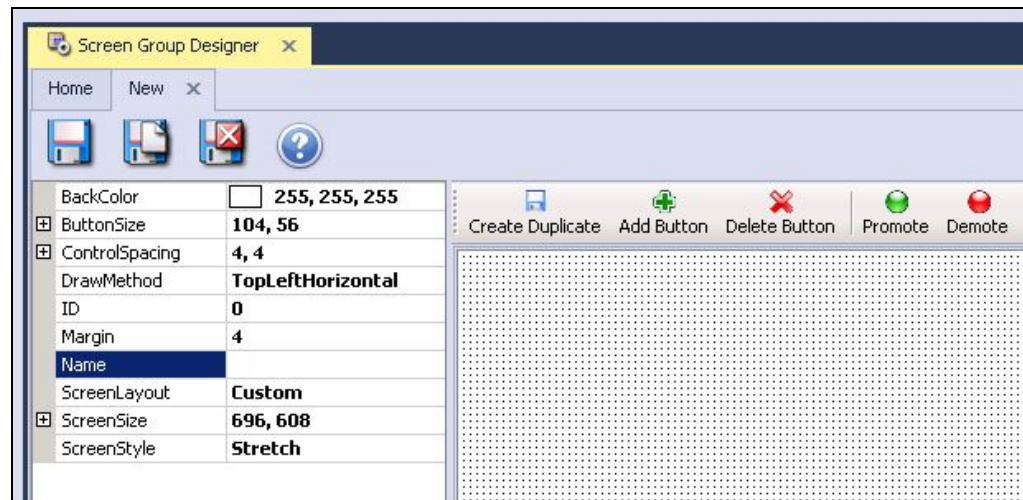 Screen Group Designer
Home New
BackColor 255, 255, 255
ButtonSize 104, 56
ControlSpacing 4, 4
DrawMethod TopLeftHorizontal
ID 0
Margin 4
Name
ScreenLayout Custom
ScreenSize 696, 608
ScreenStyle Stretch
Create Duplicate Add Button Delete Button Promote Demote